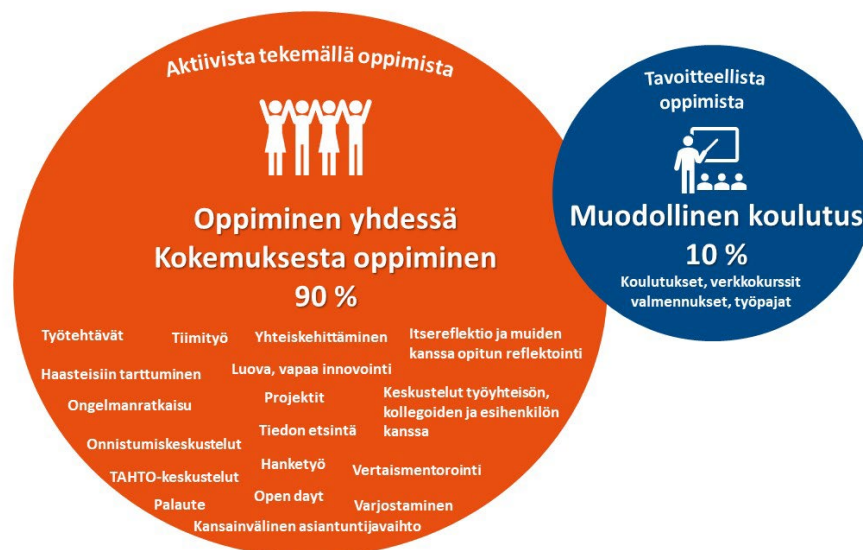 Aktiivista tekemällä oppimista
Oppiminen yhdessä
Kokemuksesta oppiminen
90 %
Työtehtävät
Tiimityö
Yhteiskehittäminen
Itsereflektio ja muiden
kanssa opitun reflektointi
Haasteisiin tarttuminen
Luova, vapaa innovointi
Ongelmanratkaisu
Projektit
Keskustelut työyhteisön,
kollegoiden ja esihenkilön
kanssa
Tiedon etsintä
Onnistumiskeskustelut
Hanketyö
Vertaismentorointi
TAHTO-keskustelut
Open dayt
Palaute
Varjostaminen
Kansainvälinen asiantuntijavaihto
Tavoitteellista
oppimista
Muodollinen koulutus
10 %
Koulutukset, verkkokurssit
valmennukset, työpajat